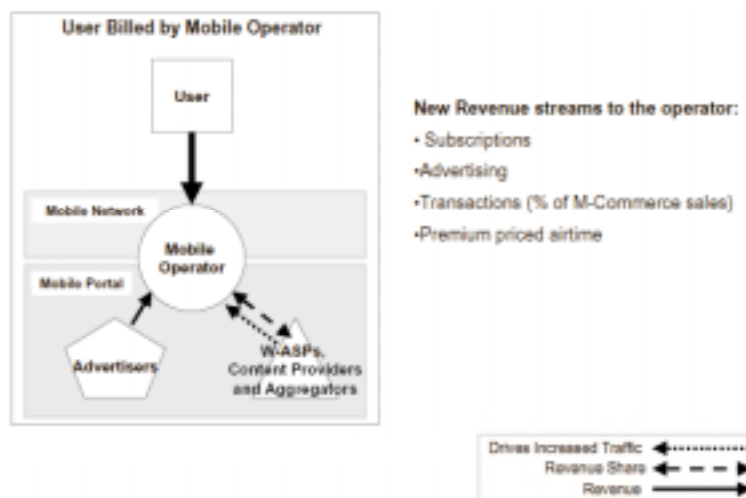 User Billed by Mobile Operator
User
Mobile Network
Mobile
Operator
Mobile Portal
Advertisers
W-ASPs,
Content Providers
and Aggregators
New Revenue streams to the operator:
• Subscriptions
•Advertising
•Transactions (% of M-Commerce sales)
•Premium priced airtime
Drives Increased Traffic
Revenue Share
Revenue